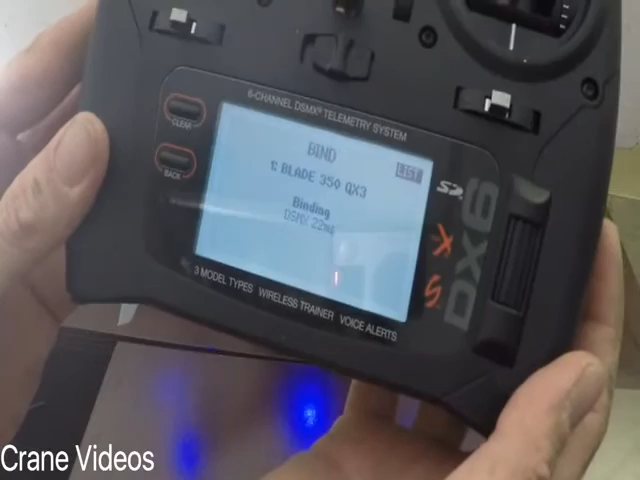 6-CHANNEL DSMX® TELEMETRY SYSTEM
CLEAR
BACK
BIND
LIST
1: BLADE 350 QX3
Binding
DSMX 22ms
SD
DX6
3 MODEL TYPES WIRELESS TRAINER VOICE ALERTS
Crane Videos